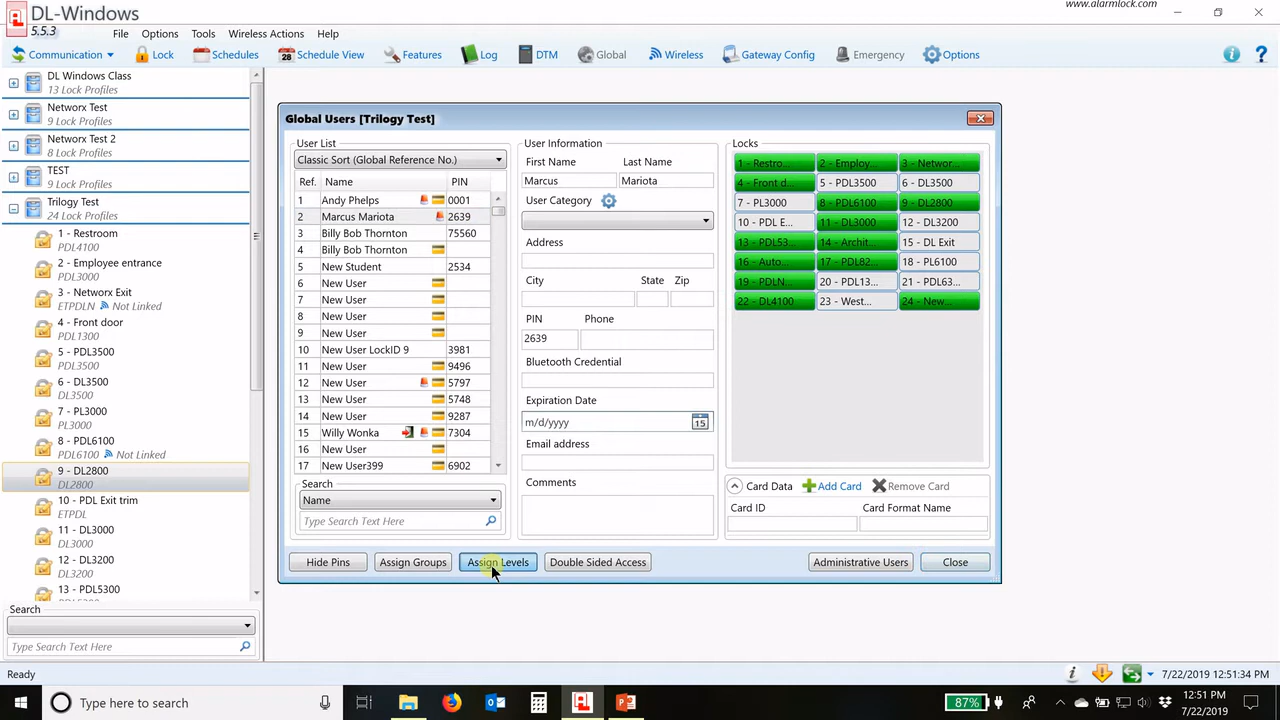 DL-Windows
5.5.3
www.alarmlock.com
File Options Tools Wireless Actions Help
Communication Lock Schedules 28 Schedule View Features Log DTM Global Wireless Gateway Config Emergency Options
DL Windows Class
13 Lock Profiles
Networx Test
9 Lock Profiles
Networx Test 2
8 Lock Profiles
TEST
9 Lock Profiles
Trilogy Test
24 Lock Profiles
1 - Restroom
PDL4100
2 - Employee entrance
PDL3000
3 - Networx Exit
ETPDLN Not Linked
4 - Front door
PDL1300
5 - PDL3500
PDL3500
6 - DL3500
DL3500
7 - PL3000
PL3000
8 - PDL6100
PDL6100 Not Linked
9 - DL2800
DL2800
10 - PDL Exit trim
ETPDL
11 - DL3000
DL3000
12 - DL3200
DL3200
13 - PDL5300
Search
Type Search Text Here
Global Users [Trilogy Test]
User List
Classic Sort (Global Reference No.)
Ref. Name PIN
1 Andy Phelps 0001
2 Marcus Mariota 2639
3 Billy Bob Thornton 75560
4 Billy Bob Thornton
5 New Student 2534
6 New User
7 New User
8 New User
9 New User
10 New User LockID 9 3981
11 New User 9496
12 New User 5797
13 New User 5748
14 New User 9287
15 Willy Wonka 7304
16 New User
17 New User399 6902
Search
Name
Type Search Text Here
User Information
First Name Last Name
Marcus Mariota
User Category
Address
City State Zip
PIN Phone
2639
Bluetooth Credential
Expiration Date
m/d/yyyy 15
Email address
Comments
Locks
1 - Restro... 2 - Employ... 3 - Networ...
4 - Front d... 5 - PDL3500 6 - DL3500
7 - PL3000 8 - PDL6100 9 - DL2800
10 - PDL E... 11 - DL3000 12 - DL3200
13 - PDL53... 14 - Archit... 15 - DL Exit
16 - Auto... 17 - PDL82... 18 - PL6100
19 - PDLN... 20 - PDL13... 21 - PDL63...
22 - DL4100 23 - West... 24 - New...
Card Data Add Card Remove Card
Card ID Card Format Name
Hide Pins Assign Groups Assign Levels Double Sided Access Administrative Users Close
Ready
7/22/2019 12:51:34 PM
Type here to search
87%
12:51 PM
7/22/2019